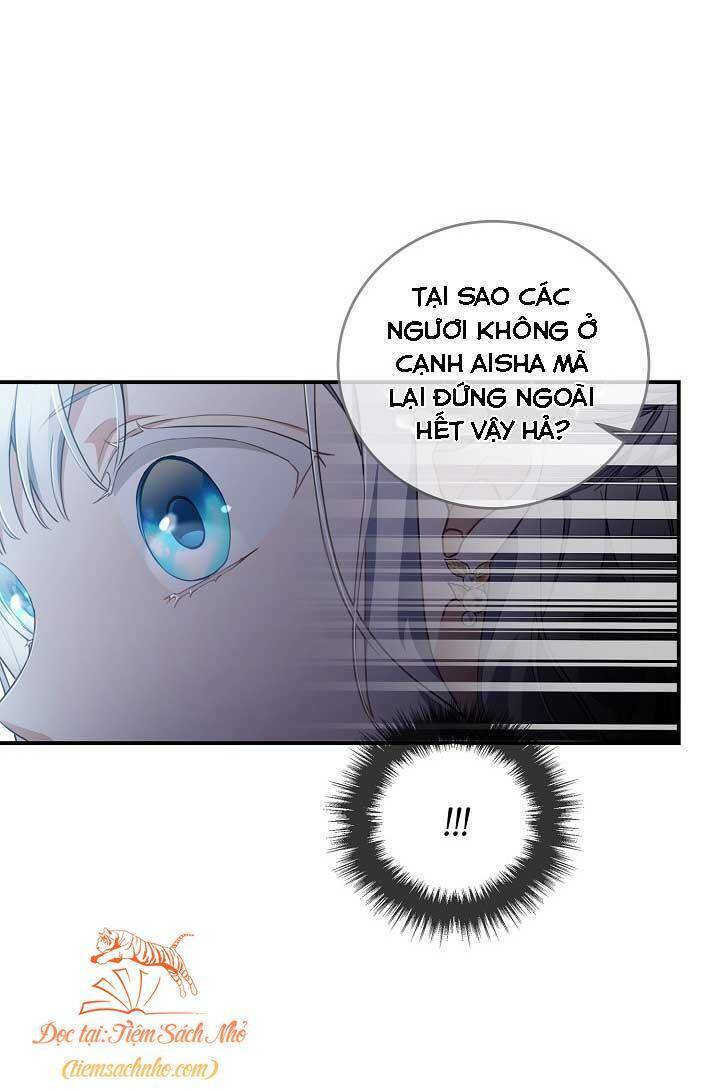 TẠI SAO CÁC
NGƯƠI KHÔNG Ở
CẠNH AISHA MÃ
LẠI ĐỨNG NGOÀI
HẾT VẬY HẢ?
!!!
Đọc tại: Tiệm Sách Nhỏ
(tiemsachnho.com)